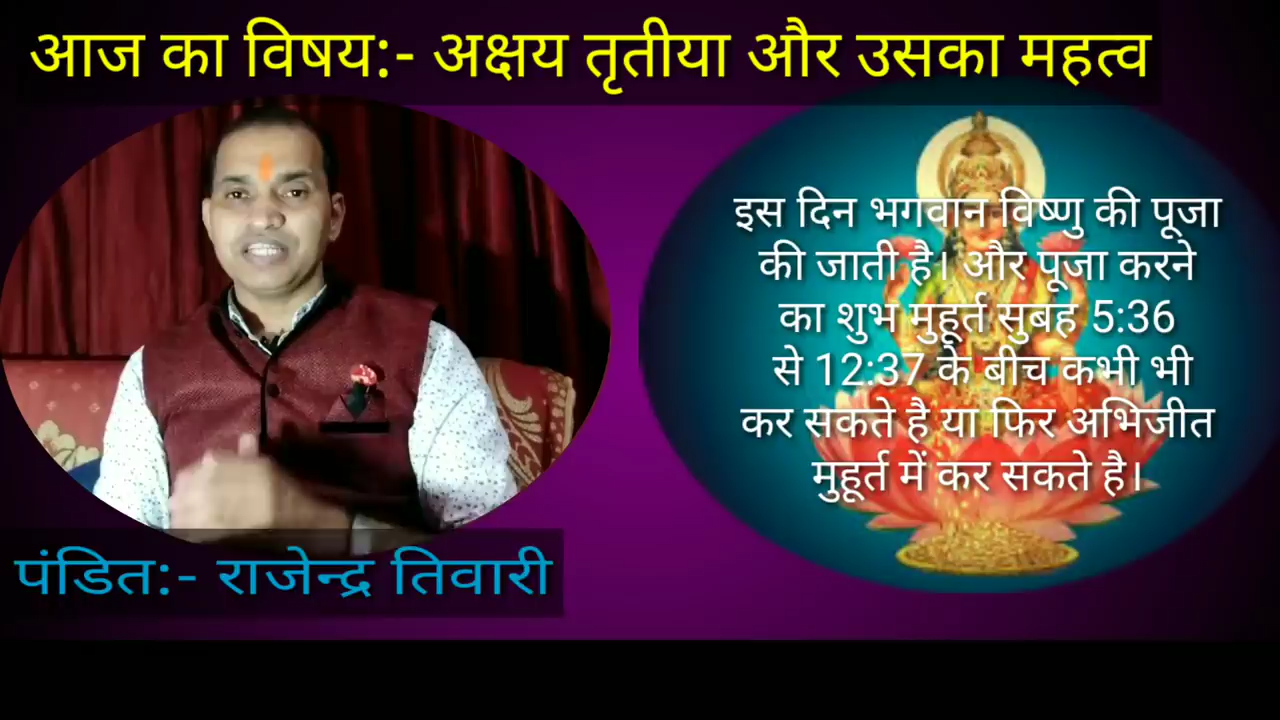 आज का विषय:- अक्षय तृतीया और उसका महत्व
इस दिन भगवान विष्णु की पूजा
की जाती है। और पूजा करने
का शुभ मुहूर्त सुबह 5:36
से 12:37 के बीच कभी भी
कर सकते है या फिर अभिजीत
मुहूर्त में कर सकते है।
पंडित:- राजेन्द्र तिवारी